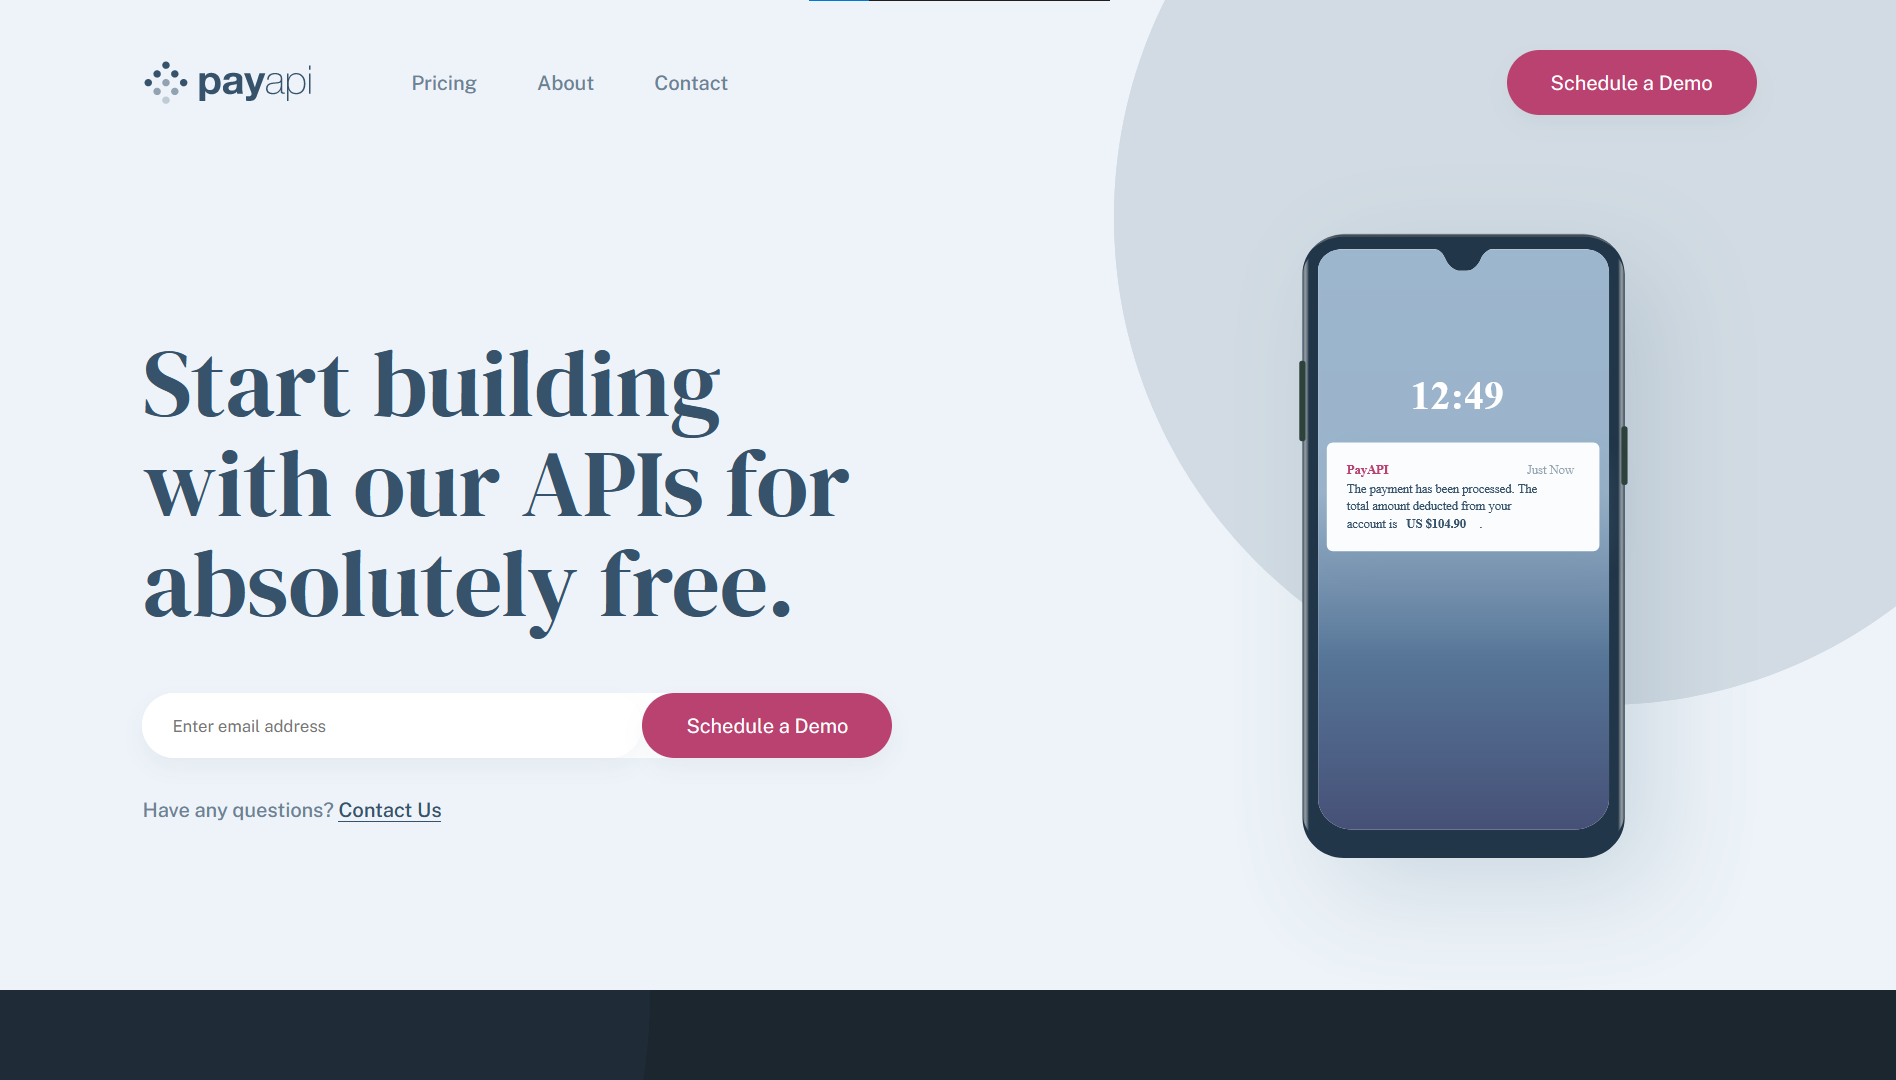 payapi
Pricing
About
Contact
Schedule a Demo
Start building
with our APIs for
absolutely free.
Enter email address
Schedule a Demo
Have any questions? Contact Us
12:49
PayAPI
Just Now
The payment has been processed. The
total amount deducted from your
account is US $104.90 .